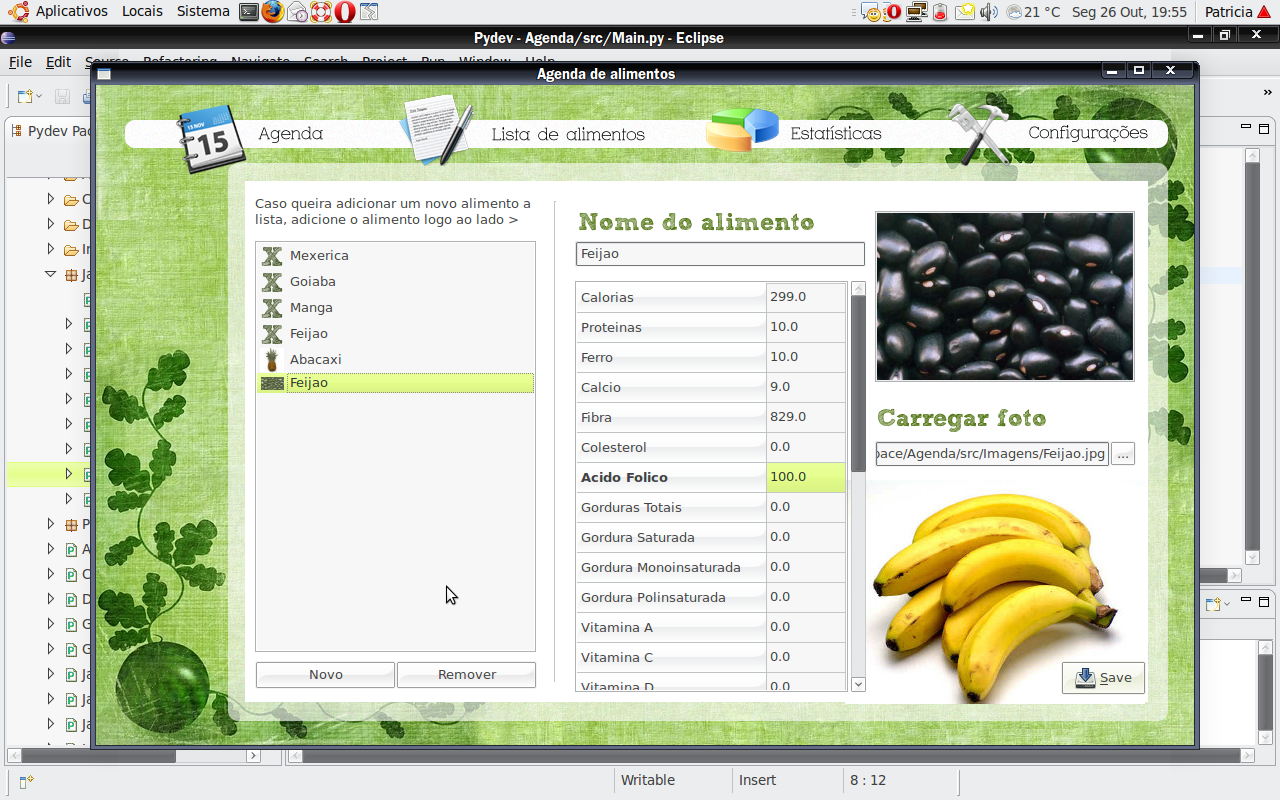 Aplicativos Locais Sistema 21 °C Seg 26 Out, 19:55 Patricia
Pydev - Agenda/src/Main.py - Eclipse
File Edit Source Refactoring Navigate Search Project Run Window Help
Agenda de alimentos
Pydev Pac
13 NOV
15
Agenda
Lista de alimentos
Estatísticas
Configurações
Caso queira adicionar um novo alimento a
lista, adicione o alimento logo ao lado >
Mexerica
Goiaba
Manga
Feijao
Abacaxi
Feijao
Novo
Remover
Nome do alimento
Feijao
Calorias 299.0
Proteinas 10.0
Ferro 10.0
Calcio 9.0
Fibra 829.0
Colesterol 0.0
Acido Folico 100.0
Gorduras Totais 0.0
Gordura Saturada 0.0
Gordura Monoinsaturada 0.0
Gordura Polinsaturada 0.0
Vitamina A 0.0
Vitamina C 0.0
Vitamina D 0.0
Carregar foto
pace/Agenda/src/Imagens/Feijao.jpg
...
Save
Writable Insert 8 : 12